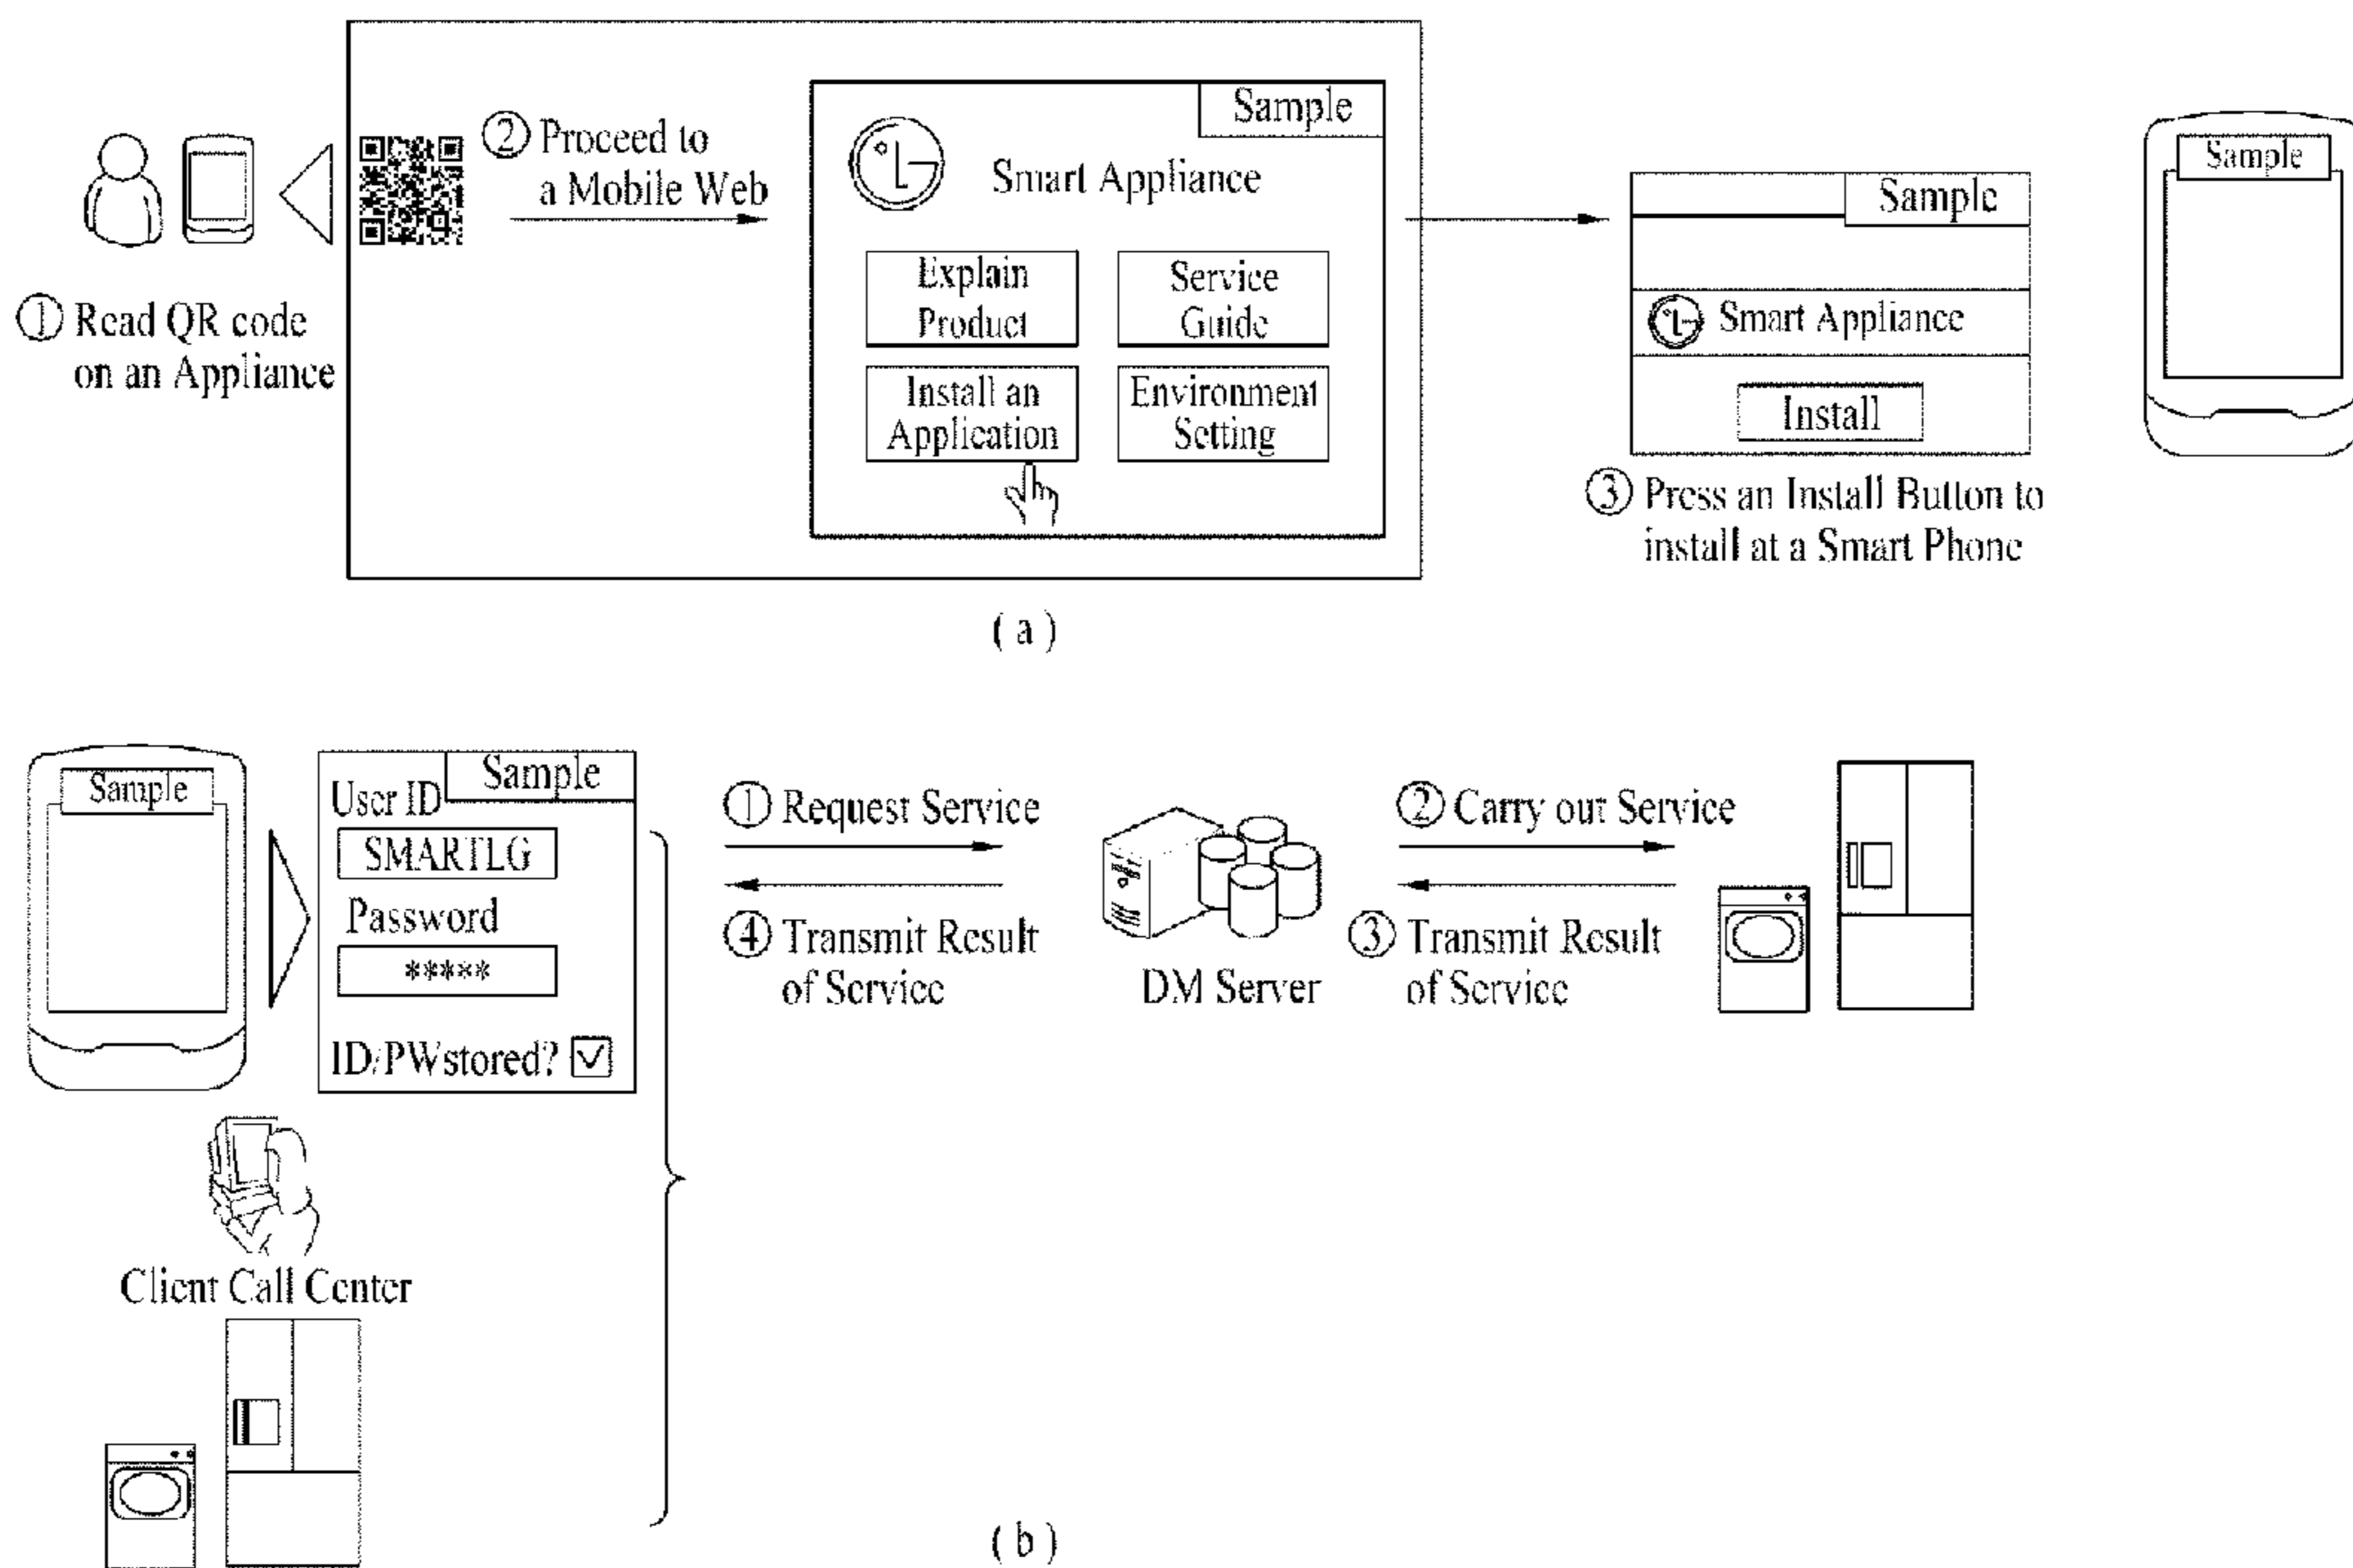 ① Read QR code
on an Appliance
② Proceed to
a Mobile Web
Sample
Smart Appliance
Explain
Product
Service
Guide
Install an
Application
Environment
Setting
Sample
Smart Appliance
Install
③ Press an Install Button to
install at a Smart Phone
Sample
( a )
Sample
Sample
User ID
SMARTLG
Password
*****
ID/PWstored?
Client Call Center
① Request Service
④ Transmit Result
of Service
DM Server
② Carry out Service
③ Transmit Result
of Service
( b )